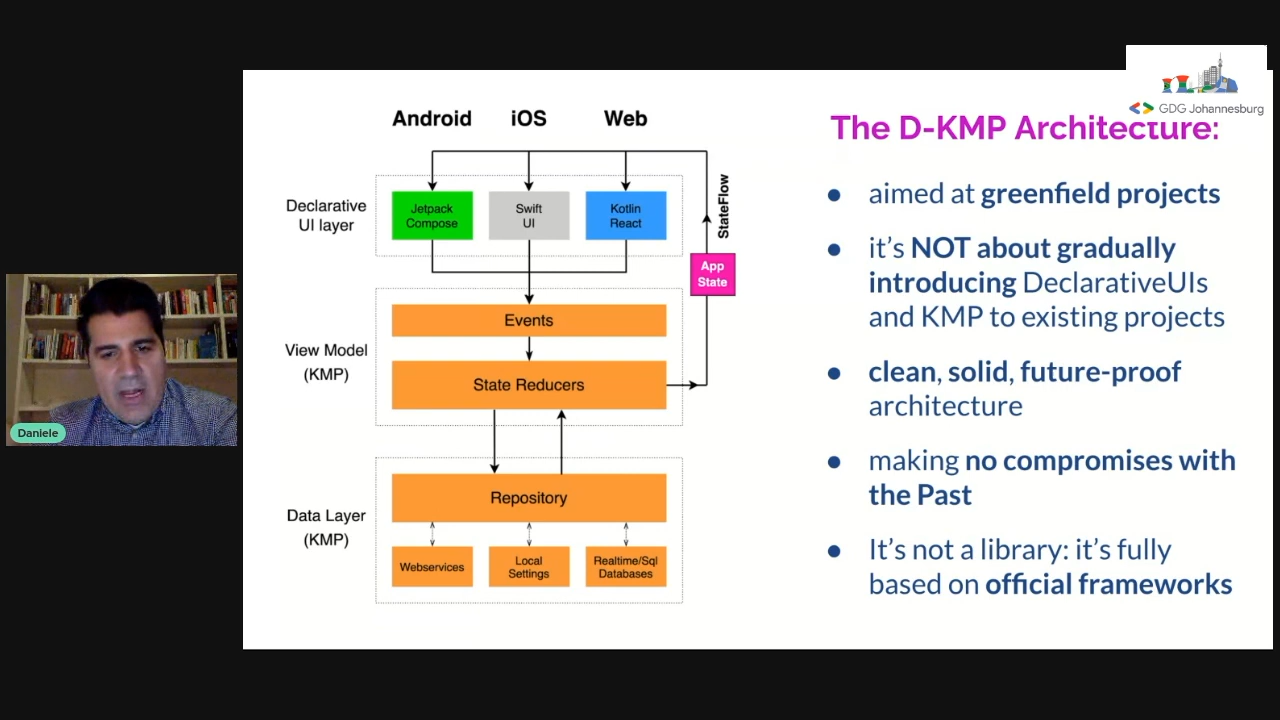 GDG Johannesburg
The D-KMP Architecture:
Android iOS Web
Declarative
UI layer
Jetpack
Compose
Swift
UI
Kotlin
React
StateFlow
App
State
View Model
(KMP)
Events
State Reducers
Data Layer
(KMP)
Repository
Webservices
Local
Settings
Realtime/Sql
Databases
● aimed at greenfield projects
● it's NOT about gradually
introducing DeclarativeUIs
and KMP to existing projects
● clean, solid, future-proof
architecture
● making no compromises with
the Past
● It's not a library: it's fully
based on official frameworks
Daniele